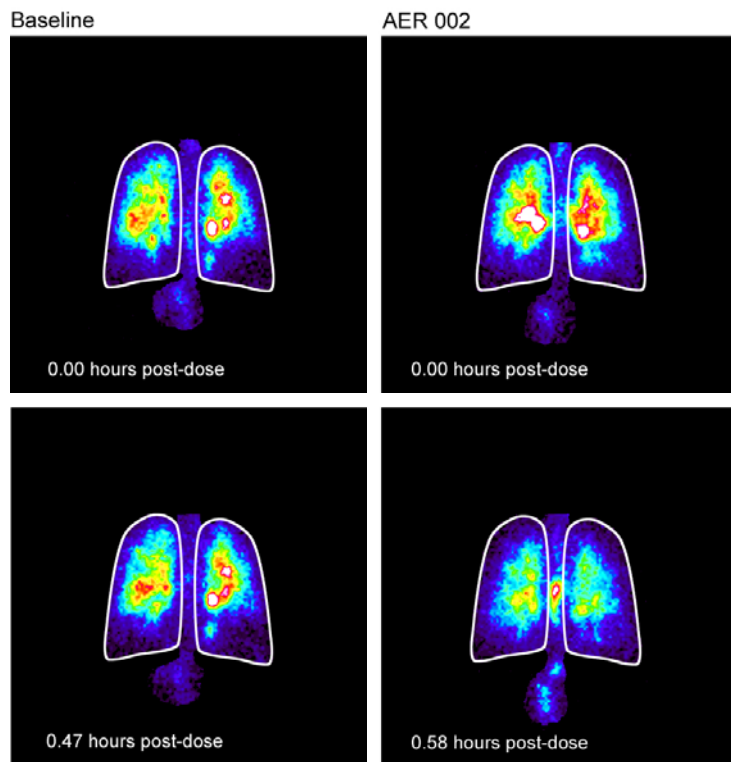 Baseline
AER 002
0.00 hours post-dose
0.00 hours post-dose
0.47 hours post-dose
0.58 hours post-dose